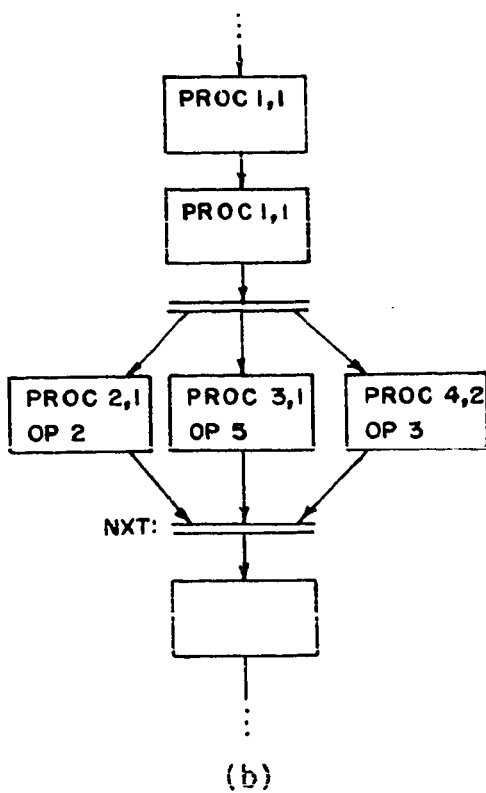 PROC 1,1
PROC 1,1
PROC 2,1
OP 2
PROC 3,1
OP 5
PROC 4,2
OP 3
NXT:
(b)